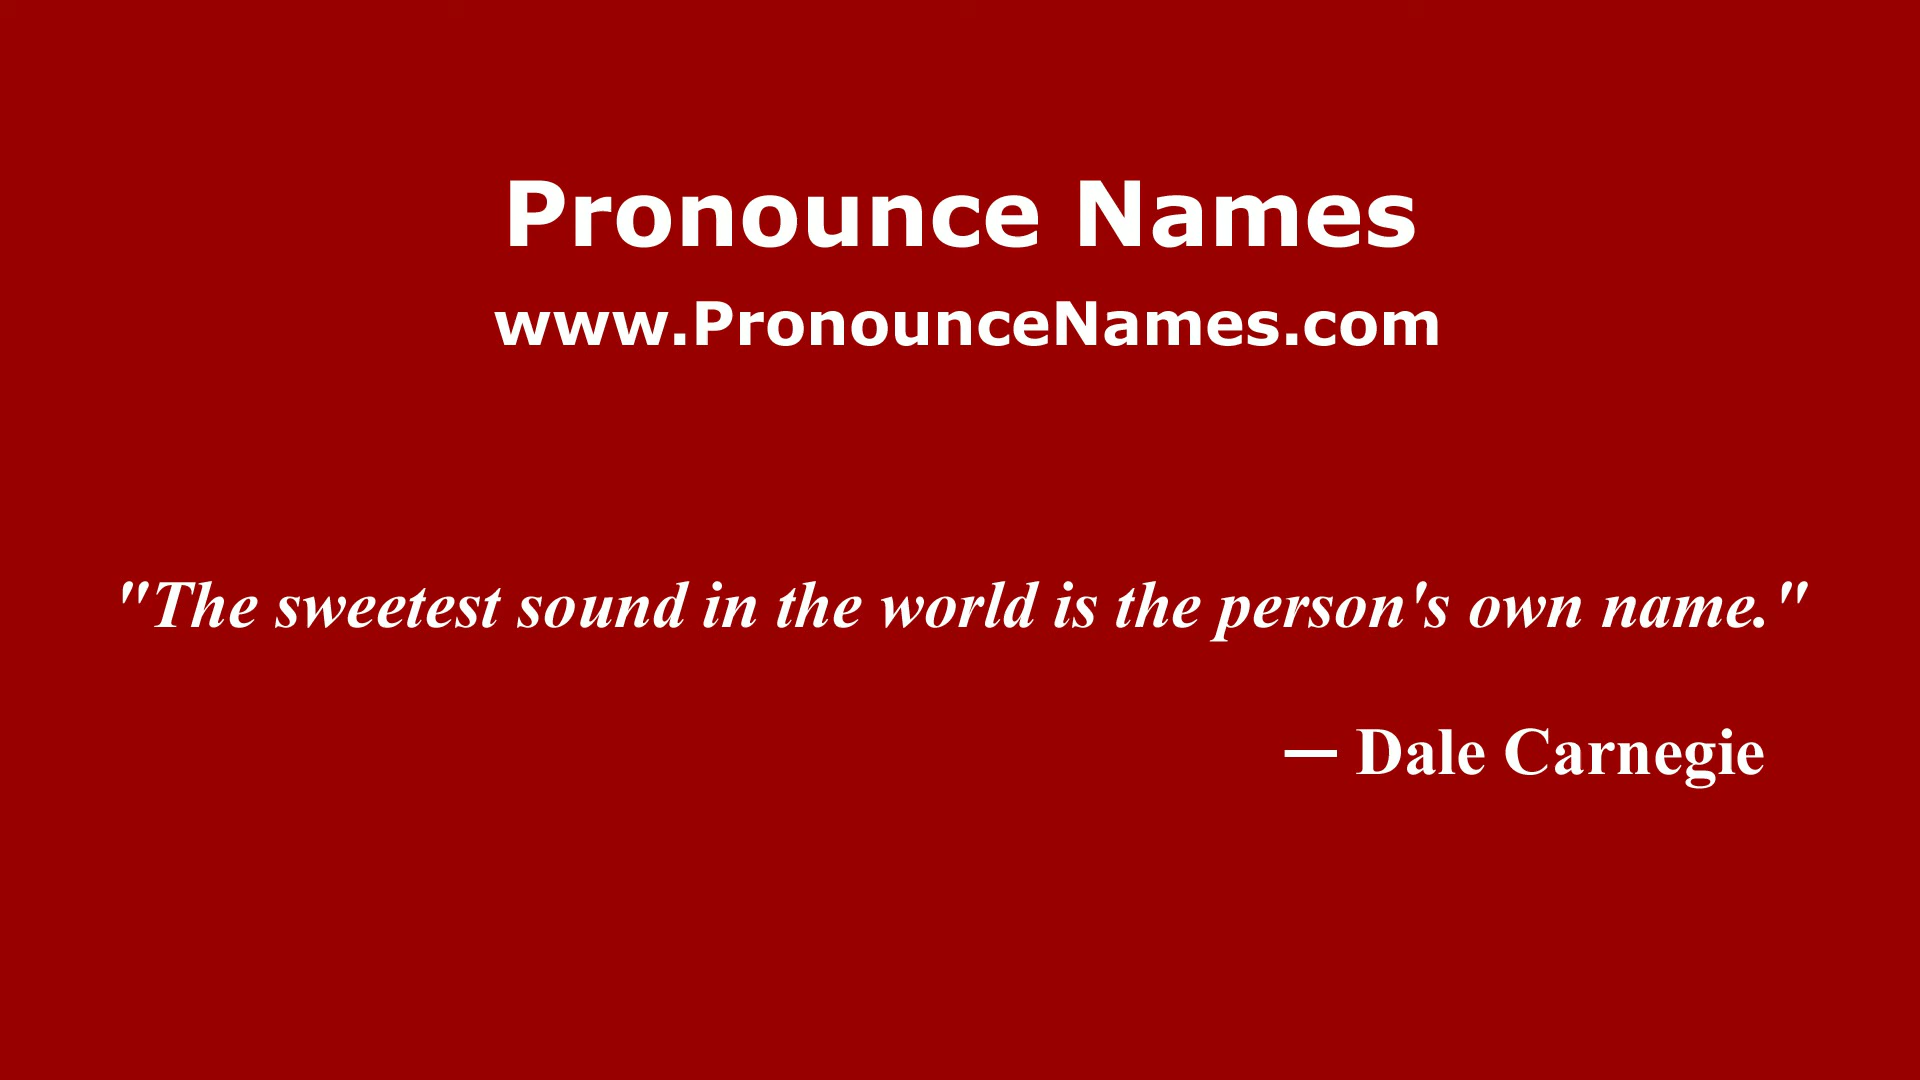 Pronounce Names
www.PronounceNames.com
"The sweetest sound in the world is the person's own name."
— Dale Carnegie